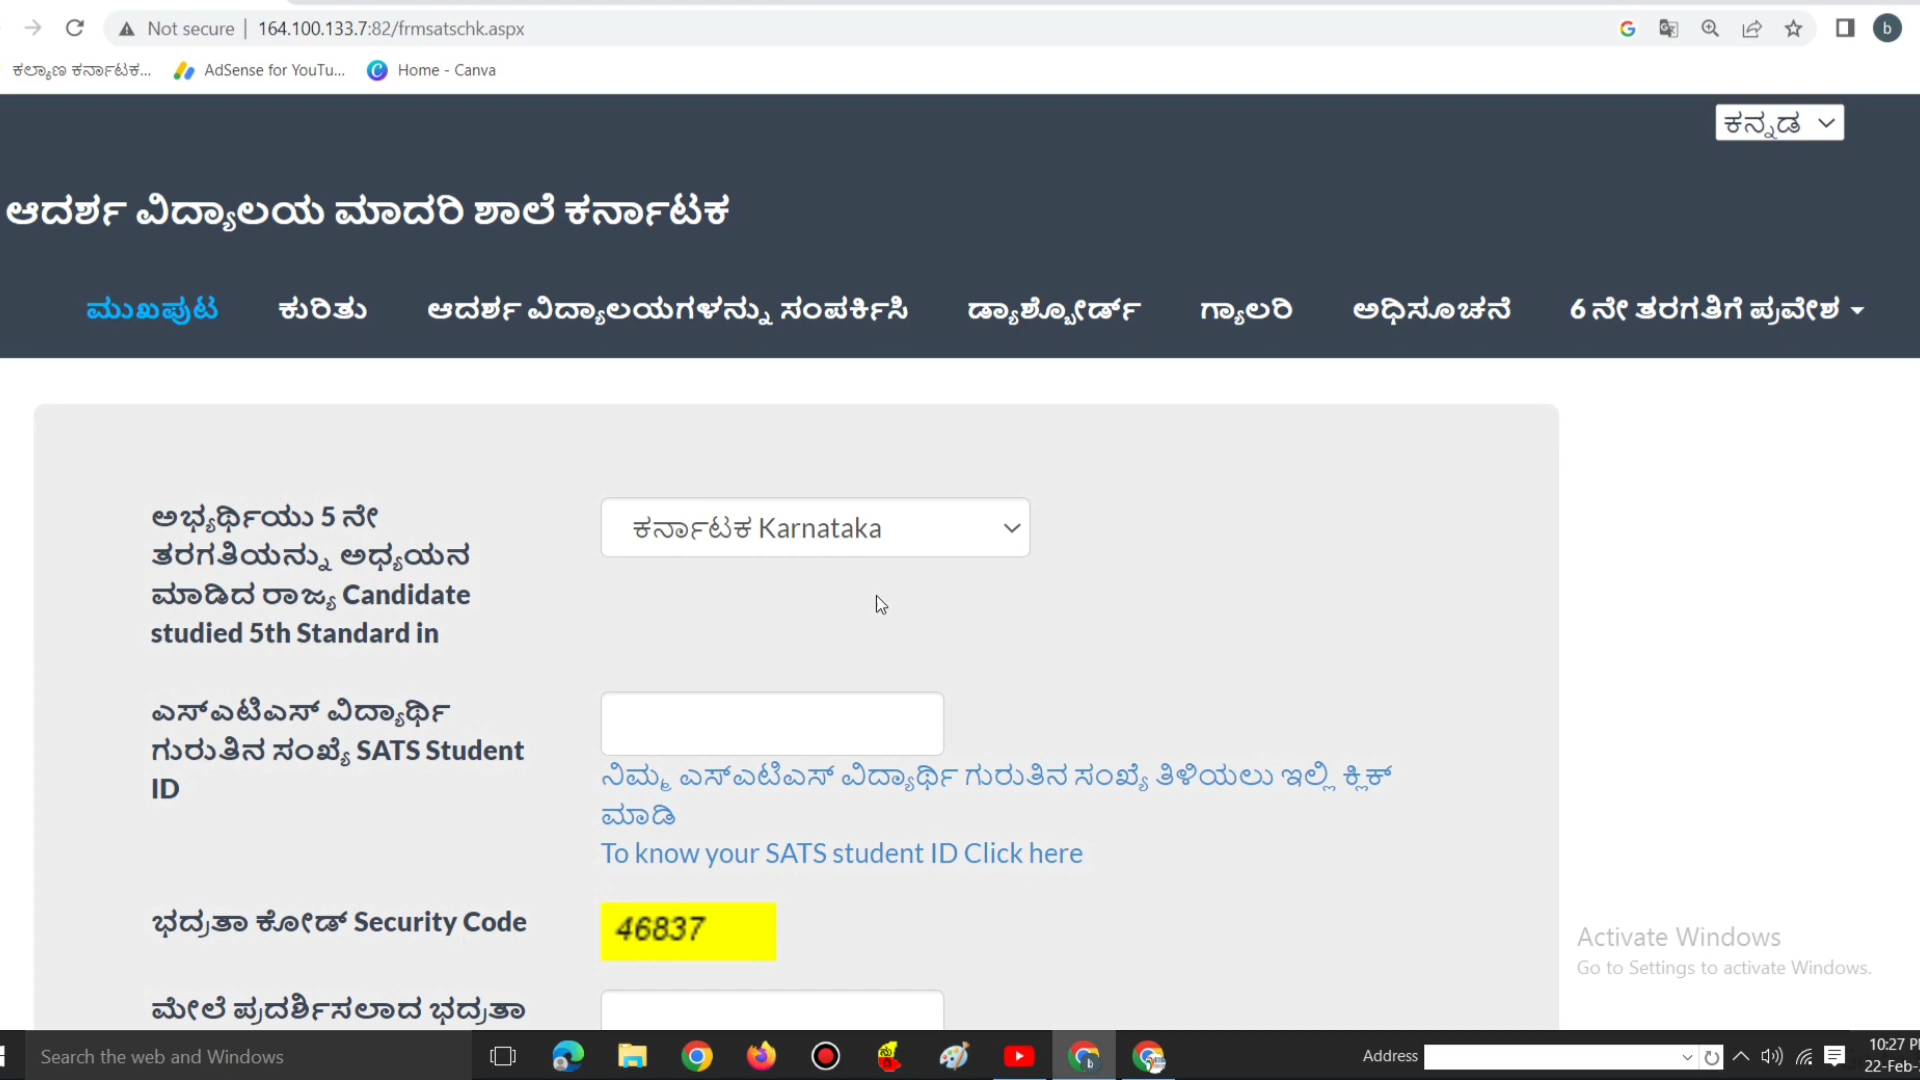 Not secure | 164.100.133.7:82/frmsatschk.aspx
b
ಕಲ್ಯಾಣ ಕರ್ನಾಟಕ... AdSense for YouTu... Home - Canva
ಕನ್ನಡ
ಆದರ್ಶ ವಿದ್ಯಾಲಯ ಮಾದರಿ ಶಾಲೆ ಕರ್ನಾಟಕ
ಮುಖಪುಟ ಕುರಿತು ಆದರ್ಶ ವಿದ್ಯಾಲಯಗಳನ್ನು ಸಂಪರ್ಕಿಸಿ ಡ್ಯಾಶ್ಬೋರ್ಡ್ ಗ್ಯಾಲರಿ ಅಧಿಸೂಚನೆ 6 ನೇ ತರಗತಿಗೆ ಪ್ರವೇಶ
ಅಭ್ಯರ್ಥಿಯು 5 ನೇ
ತರಗತಿಯನ್ನು ಅಧ್ಯಯನ
ಮಾಡಿದ ರಾಜ್ಯ Candidate
studied 5th Standard in
ಕರ್ನಾಟಕ Karnataka
ಎಸ್ಎಟಿಎಸ್ ವಿದ್ಯಾರ್ಥಿ
ಗುರುತಿನ ಸಂಖ್ಯೆ SATS Student
ID
ನಿಮ್ಮ ಎಸ್ಎಟಿಎಸ್ ವಿದ್ಯಾರ್ಥಿ ಗುರುತಿನ ಸಂಖ್ಯೆ ತಿಳಿಯಲು ಇಲ್ಲಿ ಕ್ಲಿಕ್
ಮಾಡಿ
To know your SATS student ID Click here
ಭದ್ರತಾ ಕೋಡ್ Security Code
46837
ಮೇಲೆ ಪ್ರದರ್ಶಿಸಲಾದ ಭದ್ರತಾ
Activate Windows
Go to Settings to activate Windows.
Search the web and Windows
Address
10:27 P
22-Feb-